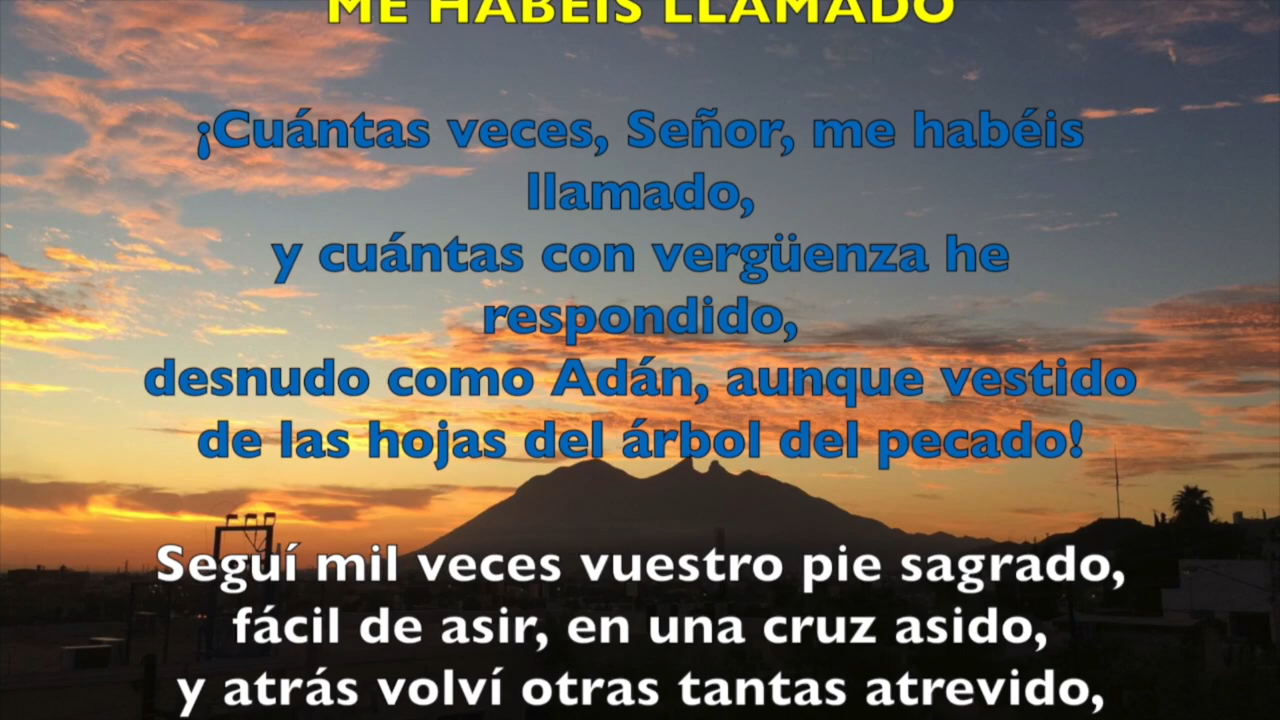 ME HABÉIS LLAMADO
¡Cuántas veces, Señor, me habéis
llamado,
y cuántas con vergüenza he
respondido,
desnudo como Adán, aunque vestido
de las hojas del árbol del pecado!
Seguí mil veces vuestro pie sagrado,
fácil de asir, en una cruz asido,
y atrás volví otras tantas atrevido,